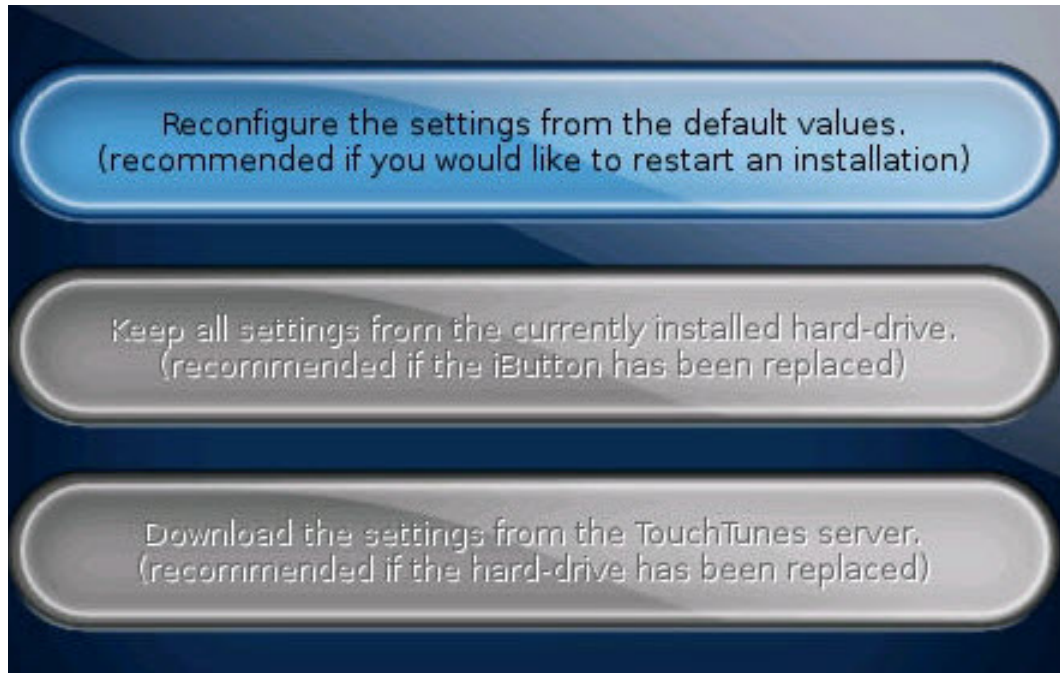 Reconfigure the settings from the default values.
(recommended if you would like to restart an installation)
Keep all settings from the currently installed hard-drive.
(recommended if the iButton has been replaced)
Download the settings from the TouchTunes server.
(recommended if the hard-drive has been replaced)